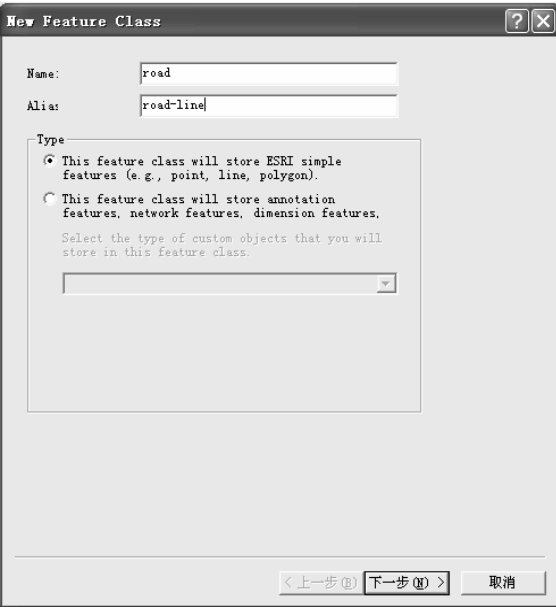 New Feature Class
Name: road
Alias road-line
Type
This feature class will store ESRI simple
features (e.g., point, line, polygon).
This feature class will store annotation
features, network features, dimension features,
Select the type of custom objects that you will
store in this feature class.
< 上一步(B) 下一步(N) > 取消